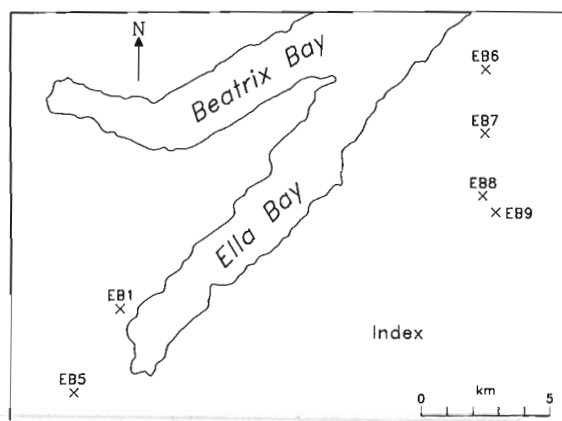 N
Beatrix Bay
EB6
EB7
EB8
EB9
Ella Bay
EB1
Index
EB5
km
0 5